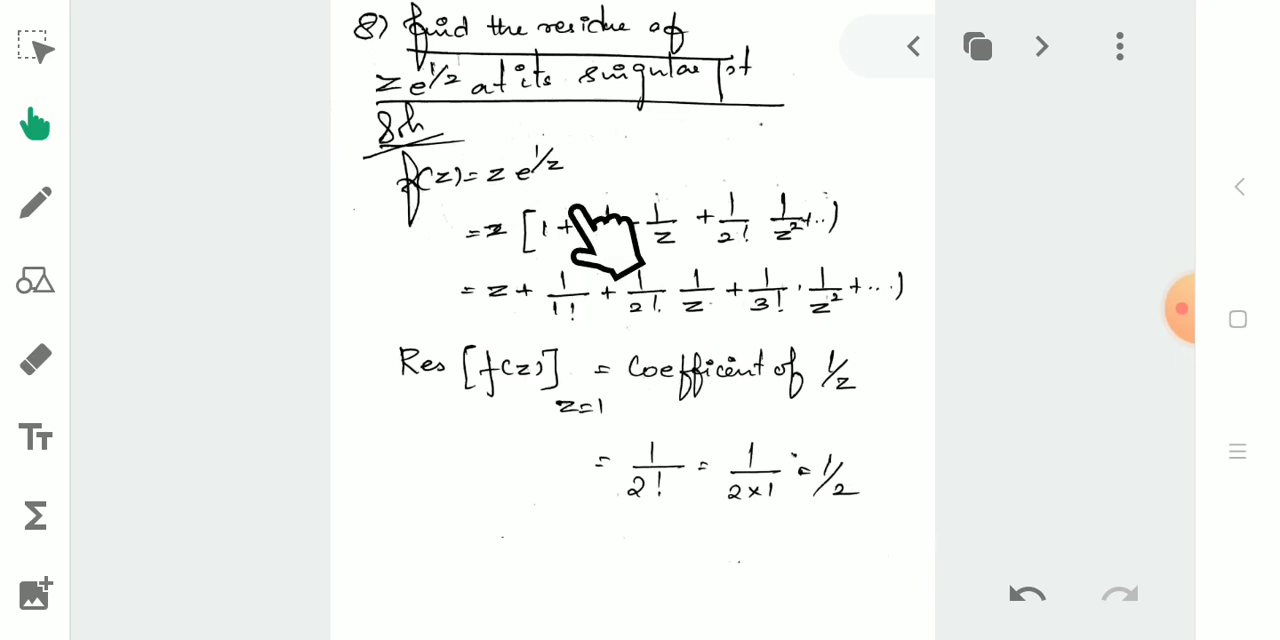 8) find the residue of
z e^1/z at its singular pt
Soln
f(z) = z e^1/z
= z [ 1 + 1/z + 1/2! 1/z² + ..)
= z + 1/1! + 1/2! 1/z + 1/3! . 1/z² + ...)
Res [f(z)] z=1 = Coefficient of 1/z
= 1/2! = 1/2×1 = 1/2
Tт
Σ